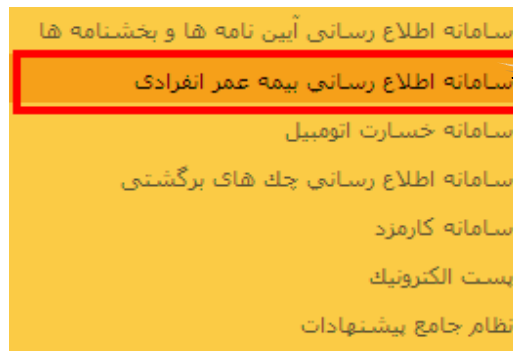 سامانه اطلاع رسانی آیین نامه ها و بخشنامه ها
سامانه اطلاع رسانی بیمه عمر انفرادی
سامانه خسارت اتومبیل
سامانه اطلاع رسانی چك های برگشتی
سامانه کارمزد
پست الکترونیك
نظام جامع پیشنهادات